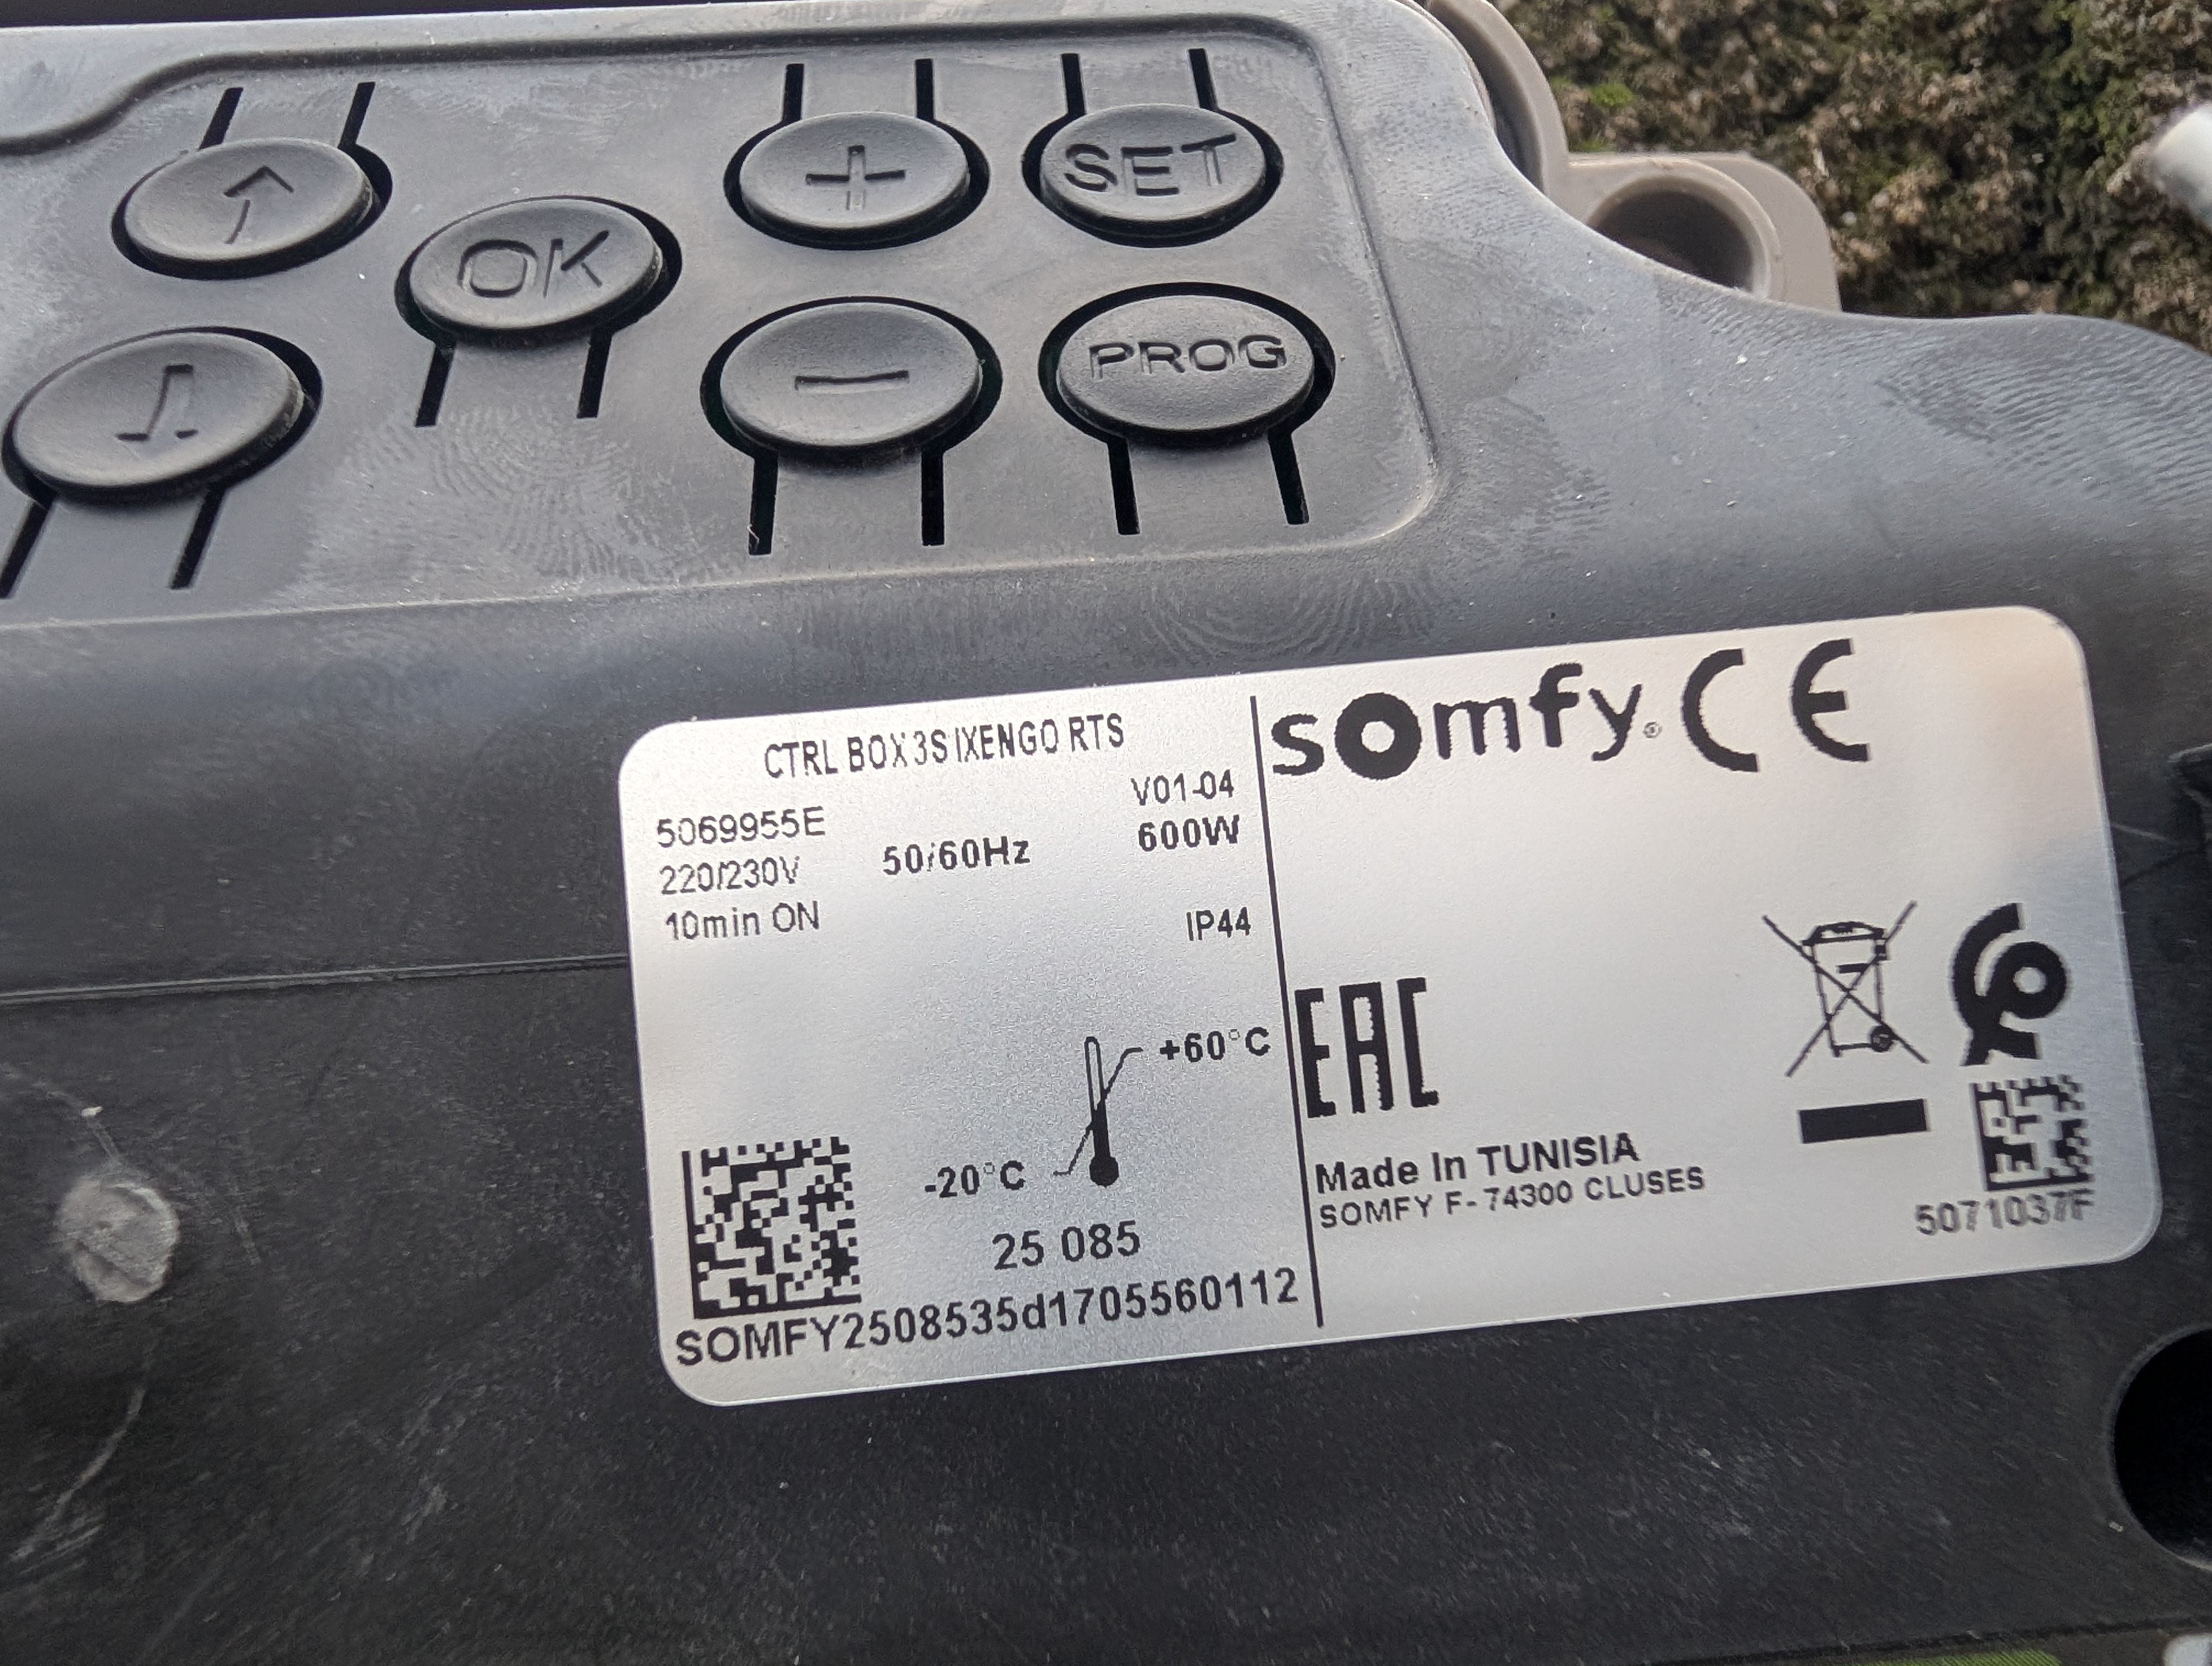 OK
+
SET
−
PROG
CTRL BOX 3S IXENGO RTS
5069955E
V01-04
220/230V
50/60Hz
600W
10min ON
IP44
+60°C
-20°C
25 085
SOMFY2508535d1705560112
somfy® CE
EAC
Made In TUNISIA
SOMFY F-74300 CLUSES
5071037F